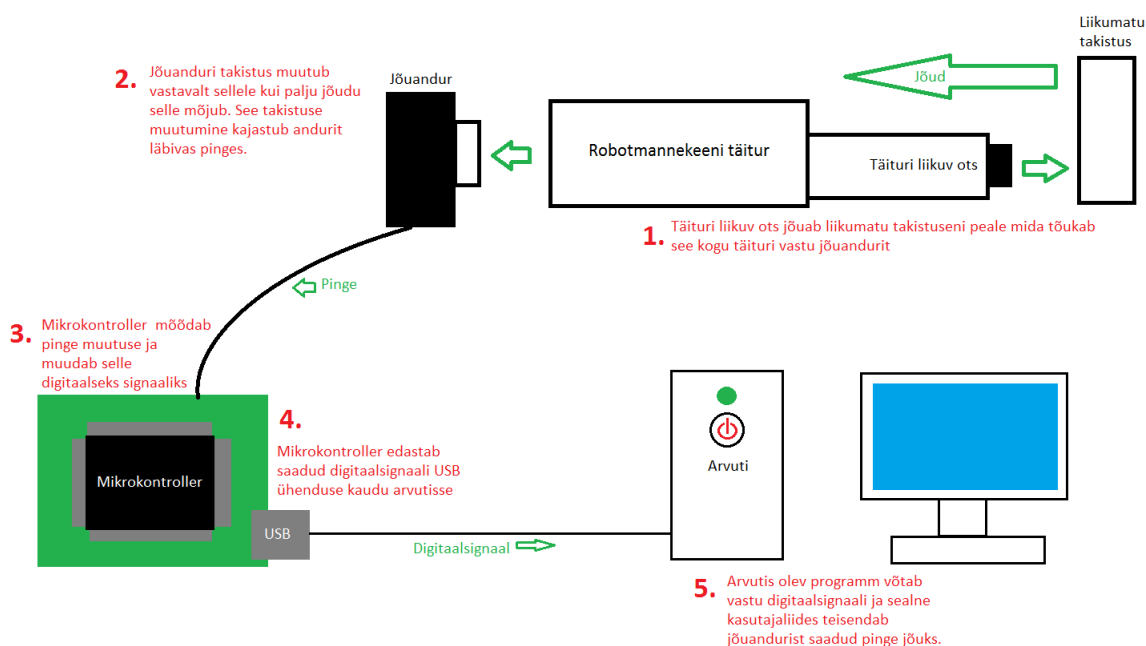 Liikumatu
takistus
Jõud
2.
Jõuanduri takistus muutub
vastavalt sellele kui palju jõudu
selle mõjub. See takistuse
muutumine kajastub andurit
läbivas pinges.
Jõuandur
Robotmannekeeni täitur
Täituri liikuv ots
1.
Täituri liikuv ots jõuab liikumatu takistuseni peale mida tõukab
see kogu täituri vastu jõuandurit
Pinge
3.
Mikrokontroller mõõdab
pinge muutuse ja
muudab selle
digitaalseks signaaliks
Mikrokontroller
4.
Mikrokontroller edastab
saadud digitaalsignaali USB
ühenduse kaudu arvutisse
USB
Digitaalsignaal
Arvuti
5.
Arvutis olev programm võtab
vastu digitaalsignaali ja sealne
kasutajaliides teisendab
jõuandurist saadud pinge jõuks.